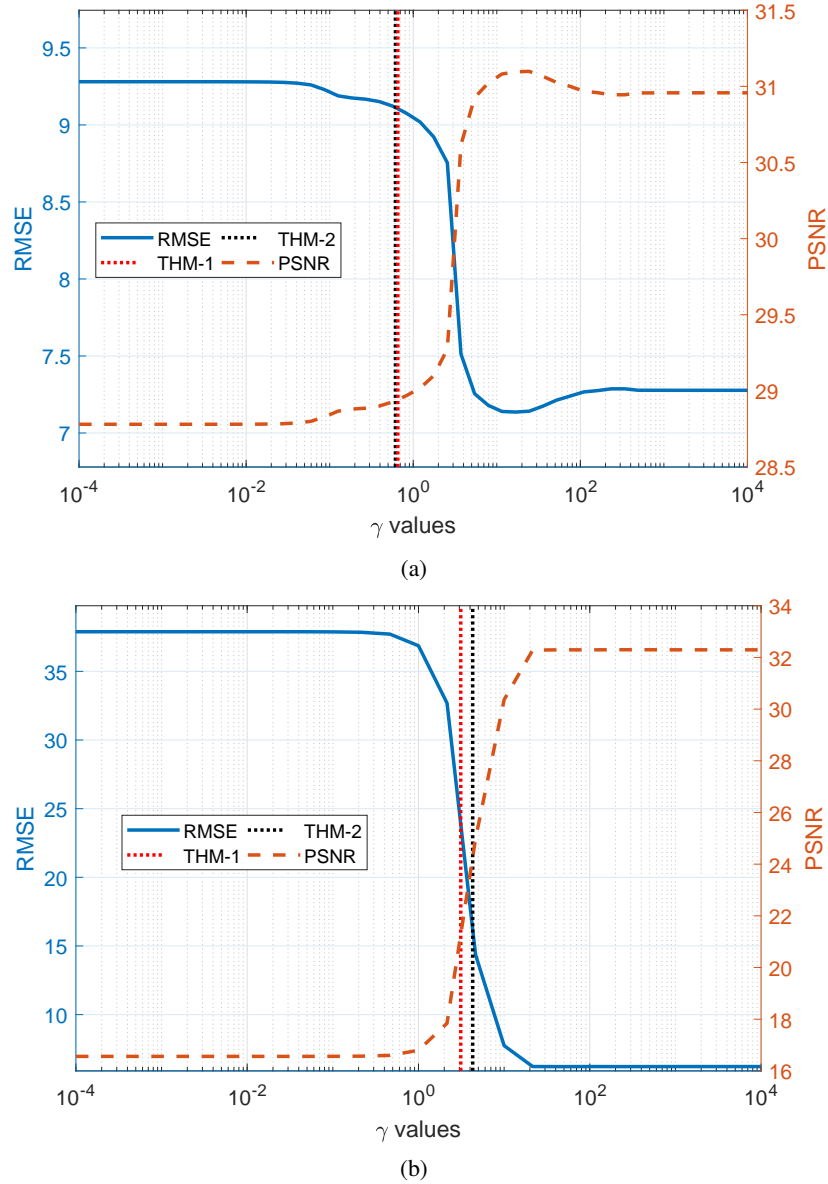 9.5
9
8.5
8
7.5
7
RMSE
31.5
31
30.5
30
29.5
29
28.5
PSNR
RMSE THM-2
THM-1 PSNR
10^-4 10^-2 10^0 10^2 10^4
γ values
(a)
35
30
25
20
15
10
RMSE
34
32
30
28
26
24
22
20
18
16
PSNR
RMSE THM-2
THM-1 PSNR
10^-4 10^-2 10^0 10^2 10^4
γ values
(b)